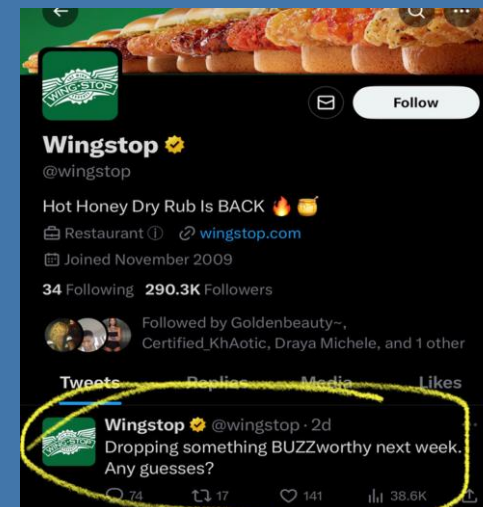 WING·STOP
Follow
Wingstop
@wingstop
Hot Honey Dry Rub Is BACK 🔥 🍯
Restaurant wingstop.com
Joined November 2009
34 Following 290.3K Followers
Followed by Goldenbeauty~,
Certified_KhAotic, Draya Michele, and 1 other
Tweets Replies Media Likes
WING·STOP
Wingstop @wingstop · 2d
Dropping something BUZZworthy next week.
Any guesses?
74 17 141 38.6K